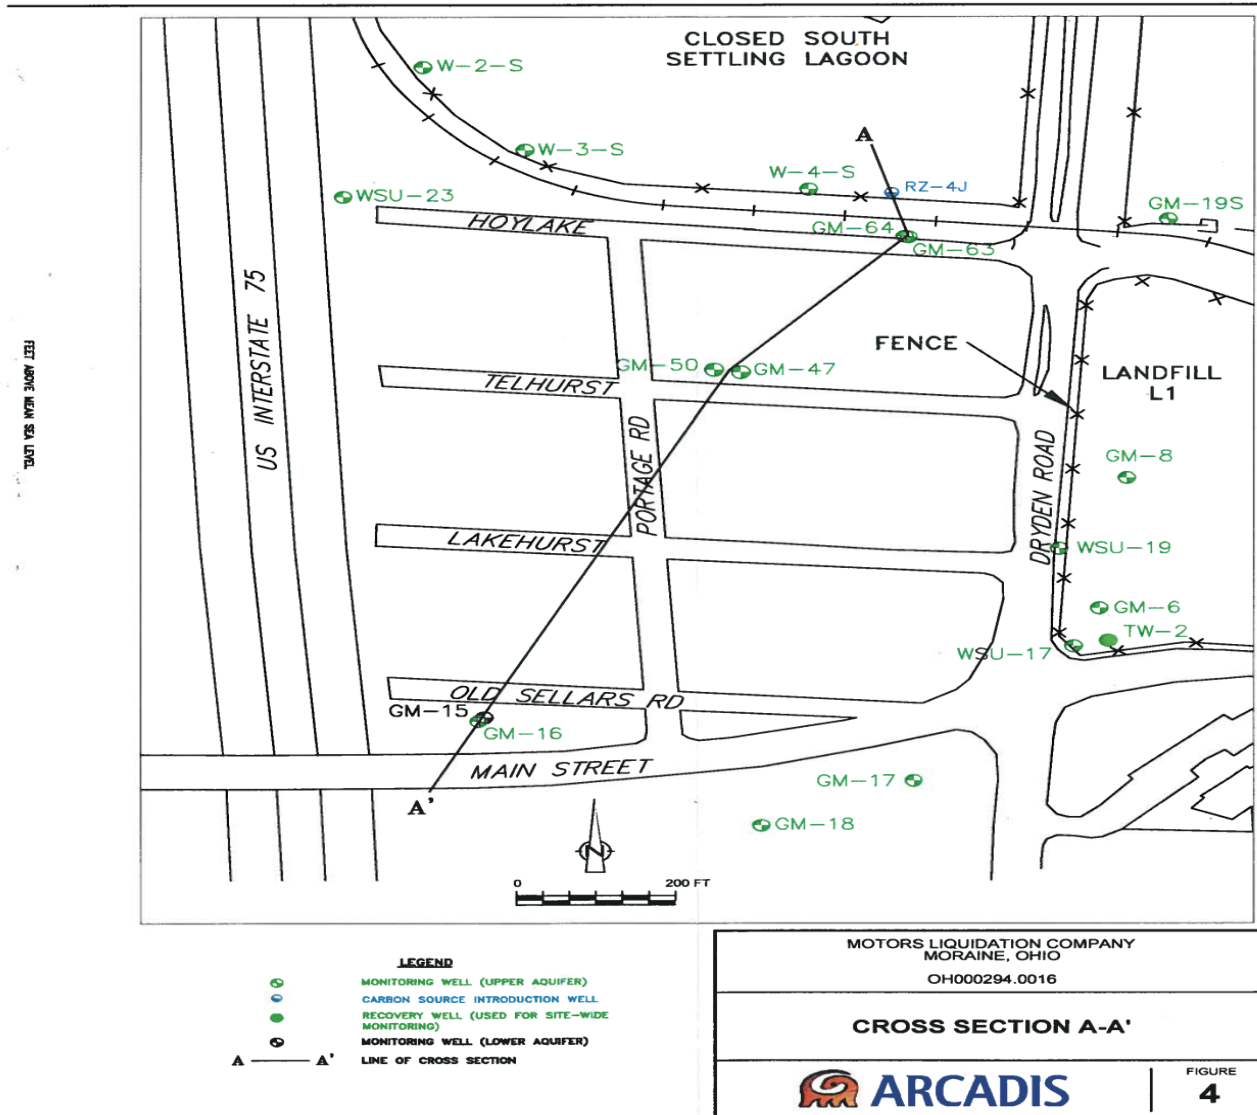 CLOSED SOUTH
SETTLING LAGOON
W-2-S
A
W-3-S
W-4-S
RZ-4J
WSU-23
GM-19S
HOYLAKE
GM-64
GM-63
US INTERSTATE 75
FENCE
GM-50
GM-47
TELHURST
LANDFILL
L1
FEET ABOVE MEAN SEA LEVEL.
PORTAGE RD
DRYDEN ROAD
GM-8
LAKEHURST
WSU-19
GM-6
TW-2
WSU-17
OLD SELLARS RD
GM-15
GM-16
MAIN STREET
GM-17
A'
GM-18
N
0 200 FT
LEGEND
MONITORING WELL (UPPER AQUIFER)
CARBON SOURCE INTRODUCTION WELL
RECOVERY WELL (USED FOR SITE-WIDE
MONITORING)
MONITORING WELL (LOWER AQUIFER)
A A' LINE OF CROSS SECTION
MOTORS LIQUIDATION COMPANY
MORAINE, OHIO
OH000294.0016
CROSS SECTION A-A'
ARCADIS
FIGURE
4